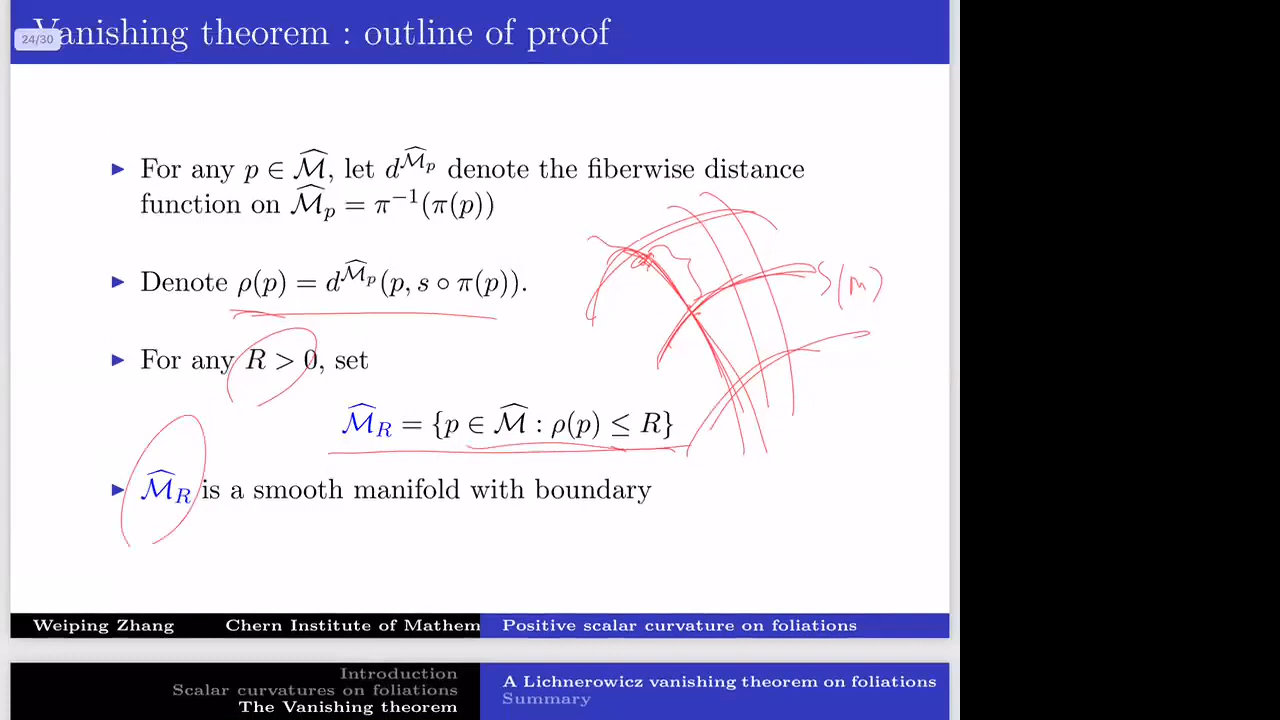 Vanishing theorem : outline of proof
24/30
▶ For any p ∈ M̂, let d^{M̂_p} denote the fiberwise distance
function on M̂_p = π⁻¹(π(p))
▶ Denote ρ(p) = d^{M̂_p}(p, s ∘ π(p)).
S(M)
▶ For any R > 0, set
M̂_R = {p ∈ M̂ : ρ(p) ≤ R}
▶ M̂_R is a smooth manifold with boundary
Weiping Zhang Chern Institute of Mathem Positive scalar curvature on foliations
Introduction
Scalar curvatures on foliations
The Vanishing theorem
A Lichnerowicz vanishing theorem on foliations
Summary